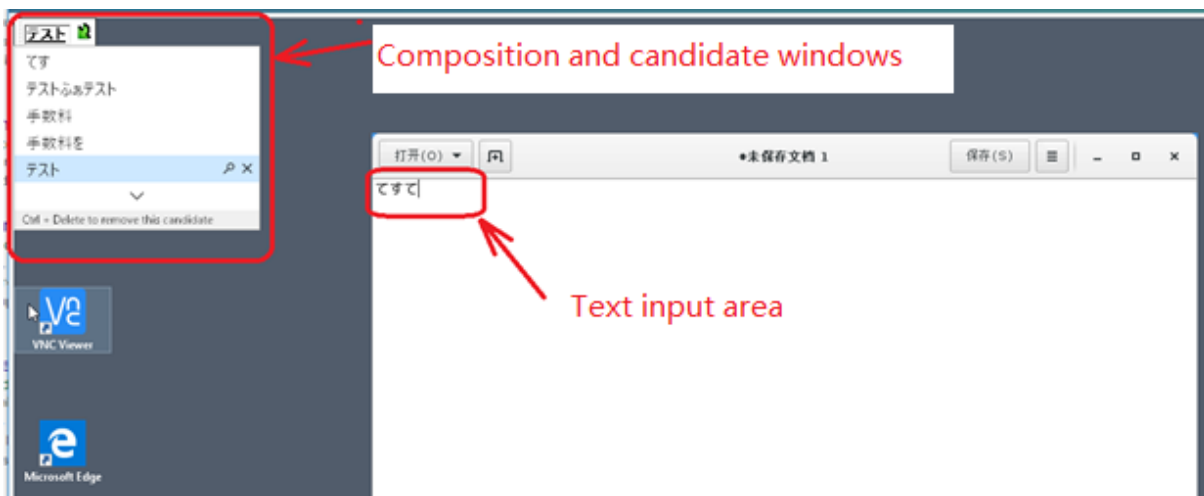 テスト
てす
テストふぁテスト
手数料
手数料を
テスト
Ctrl + Delete to remove this candidate
Composition and candidate windows
打开(O)
•未保存文档 1
保存(S)
てすて
Text input area
VNC Viewer
Microsoft Edge